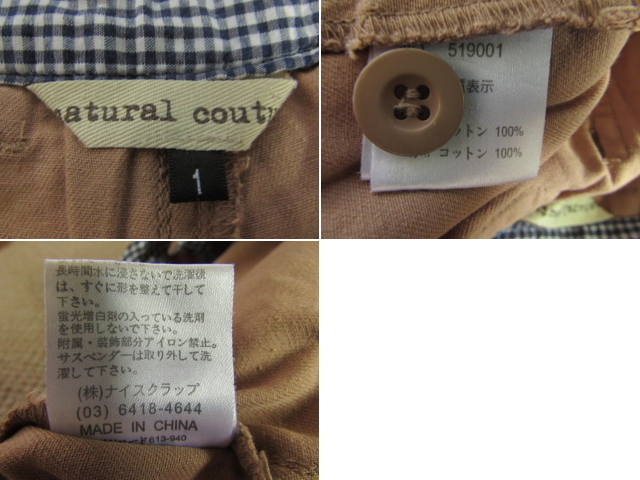 natural coutu
1
519001
表示
コットン 100%
コットン 100%
長時間水に浸さないで洗濯後
は、すぐに形を整えて干して
下さい。
蛍光増白剤の入っている洗剤
を使用しないで下さい。
附属・装飾部分アイロン禁止。
サスペンダーは取り外して洗
濯して下さい。
(株)ナイスクラップ
(03) 6418-4644
MADE IN CHINA
613-940